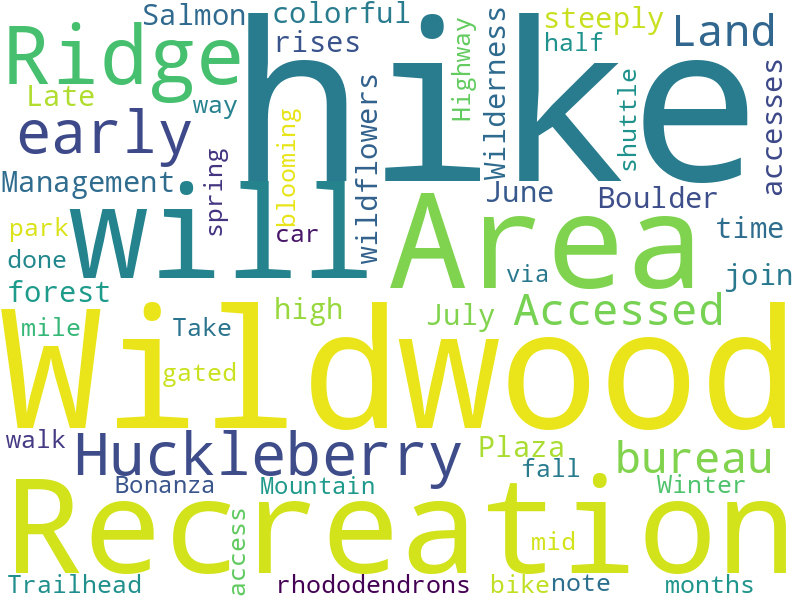 Salmon colorful steeply Land
Ridge hike rises Highway Wilderness half
Late way shuttle accesses
early blooming wildflowers
Management spring June Boulder
will Area
park car time
done via join
forest high July Accessed
mile Take
Wildwood
gated
walk Huckleberry Plaza bureau
Bonanza Mountain fall Winter
Recreation
access mid
Trailhead rhododendrons bike note months